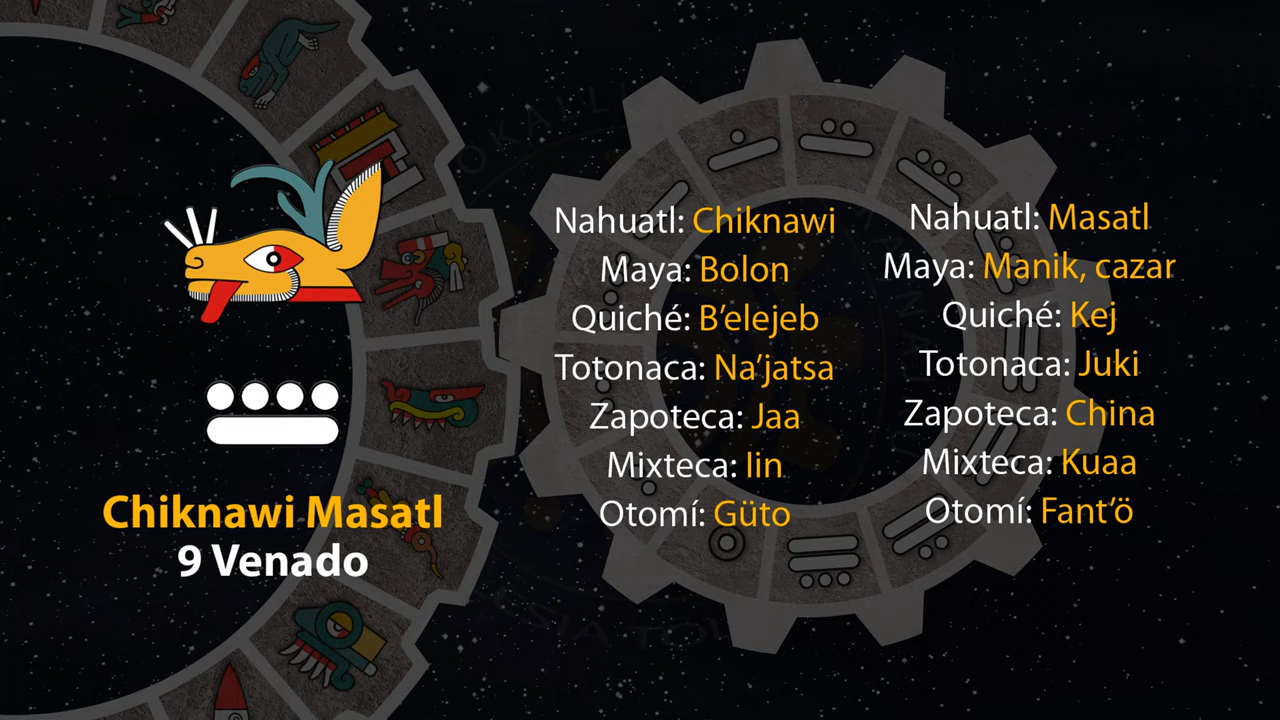 Nahuatl: Chiknawi
Maya: Bolon
Quiché: B’elejeb
Totonaca: Na’jatsa
Zapoteca: Jaa
Mixteca: Iin
Otomí: Güto
Nahuatl: Masatl
Maya: Manik, cazar
Quiché: Kej
Totonaca: Juki
Zapoteca: China
Mixteca: Kuaa
Otomí: Fant’ö
Chiknawi Masatl
9 Venado